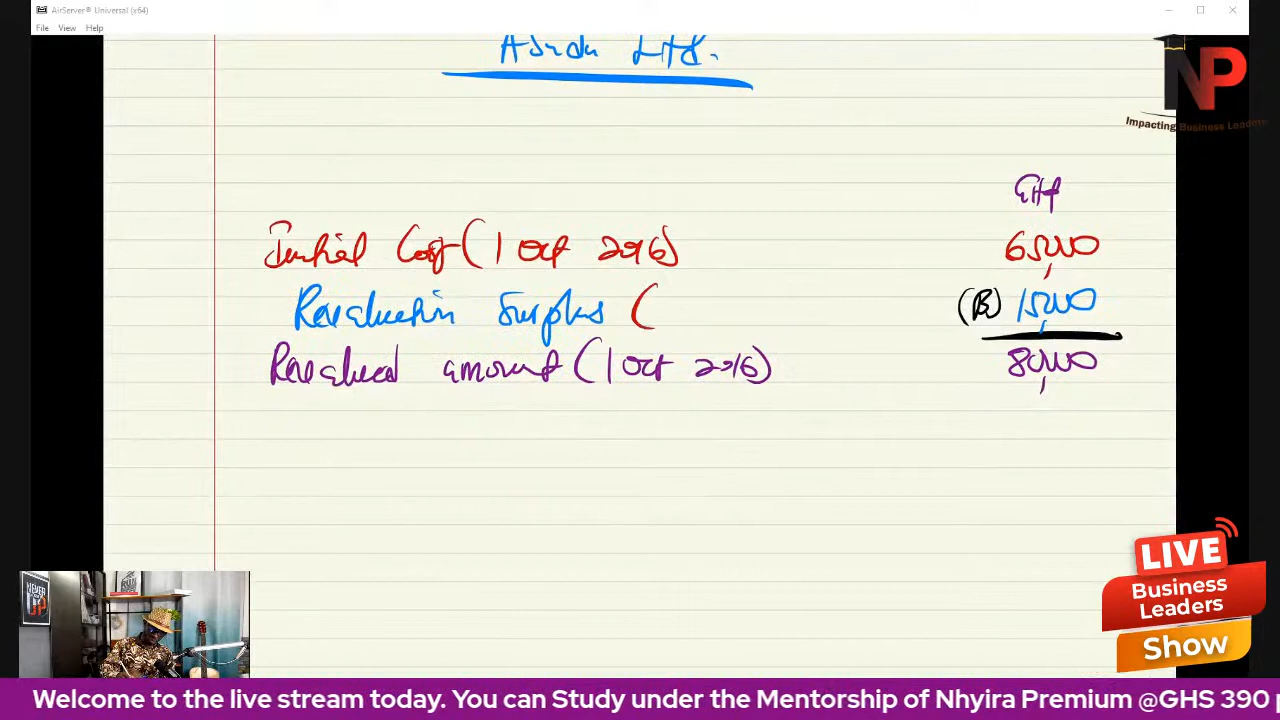 AirServer Universal (x64)
File View Help
Ltd.
NP
Impacting Business Leaders
GH¢
Initial Cost (1 Oct 2016) 65,000
Revaluation Surplus ( (B) 15,000
Revalued amount (1 Oct 2016) 80,000
NEVER
UP
LIVE
Business
Leaders
Show
Welcome to the live stream today. You can Study under the Mentorship of Nhyira Premium @GHS 390 p